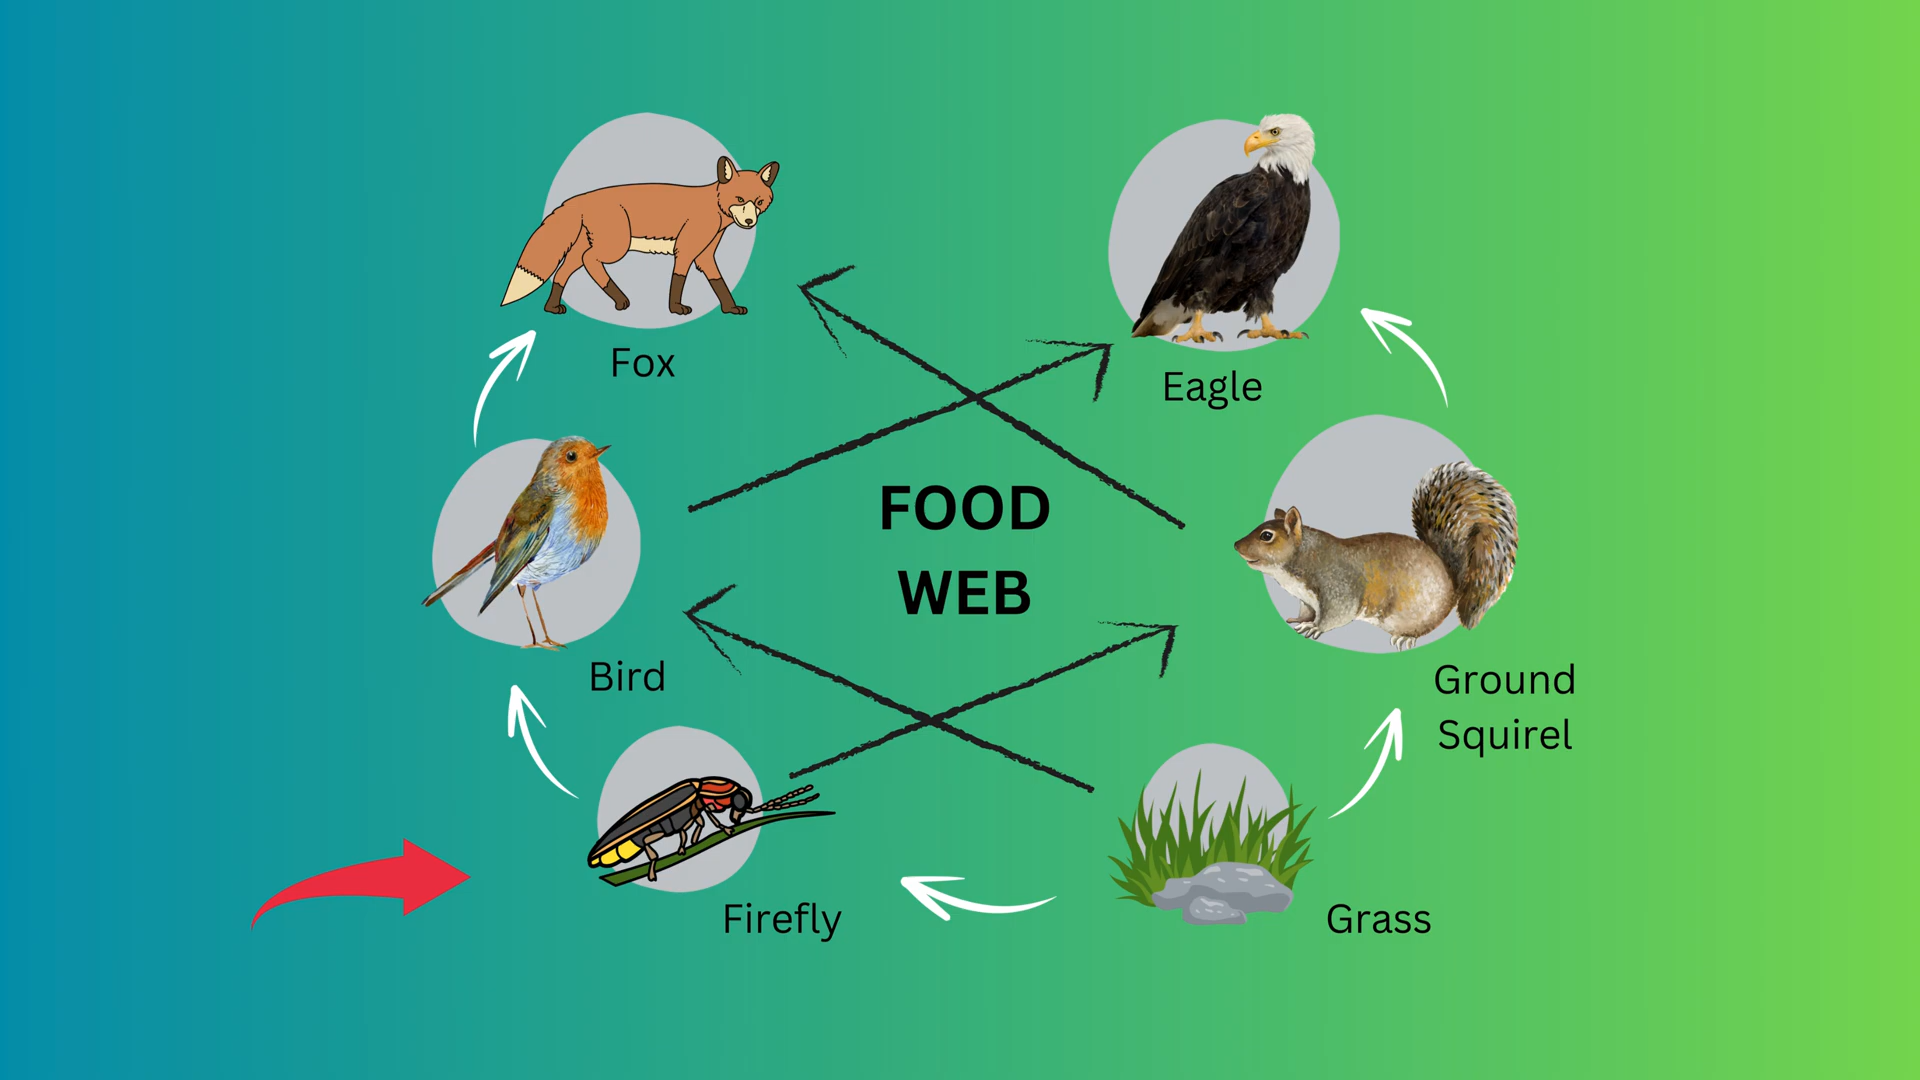 Fox
Eagle
FOOD
WEB
Bird
Ground
Squirel
Firefly
Grass